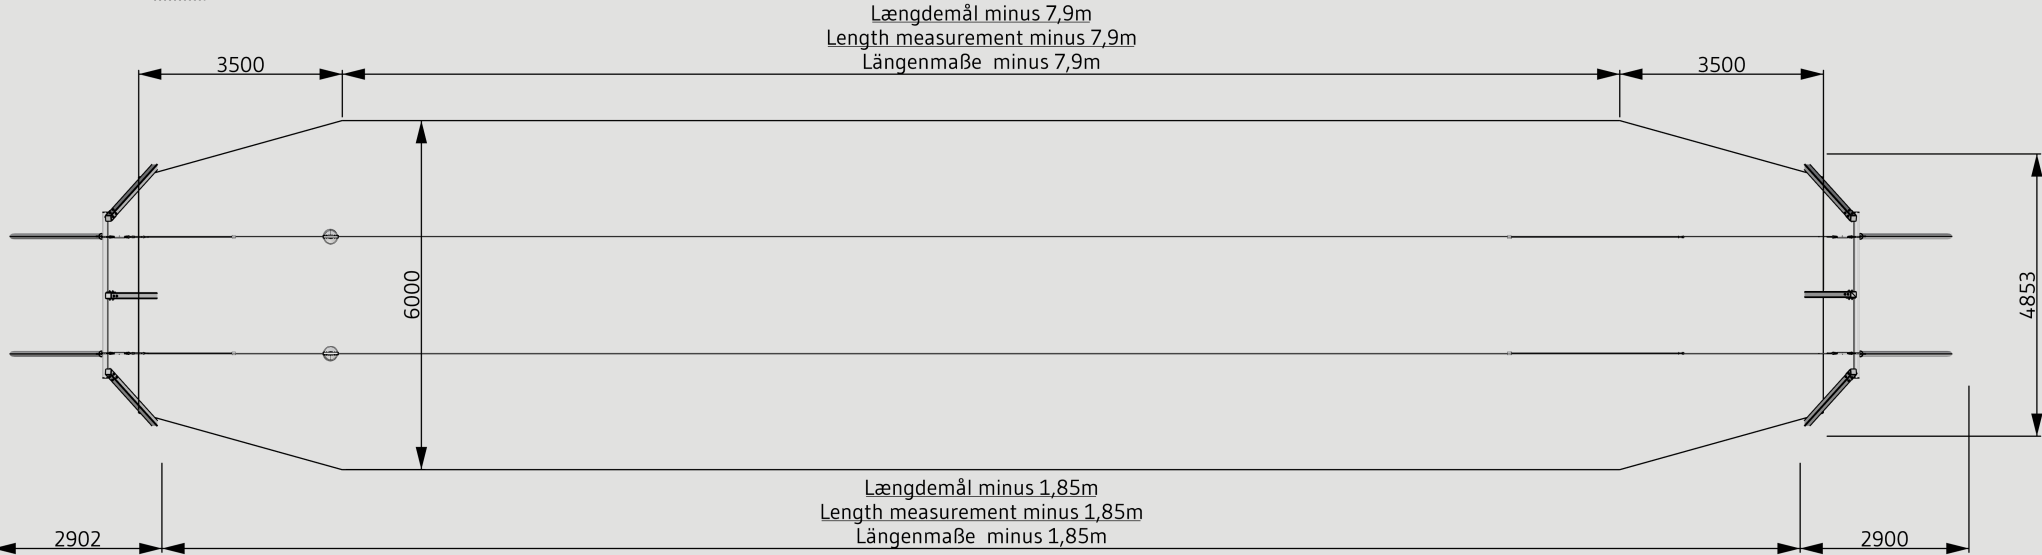 Længdemål minus 7,9m
Length measurement minus 7,9m
Längenmaße minus 7,9m
3500
3500
6000
4853
Længdemål minus 1,85m
Length measurement minus 1,85m
Längenmaße minus 1,85m
2902
2900